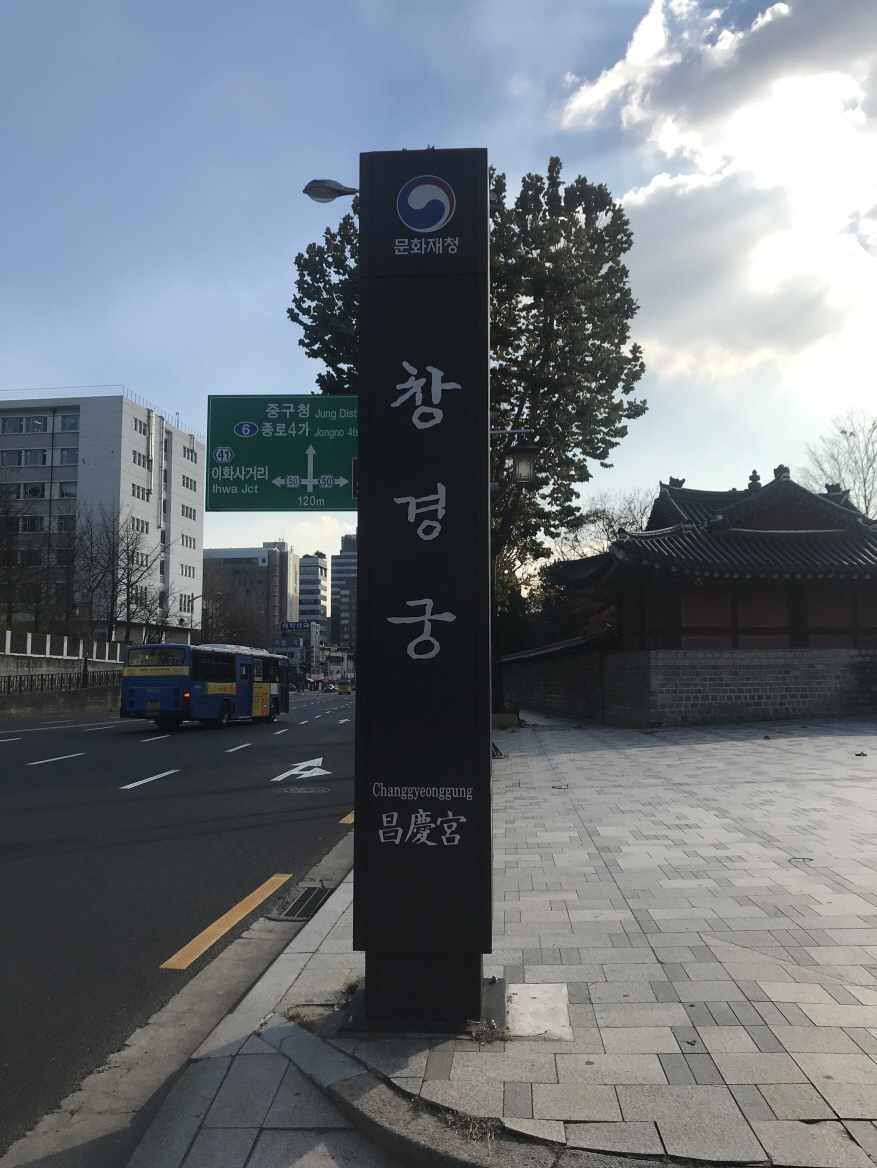 문화재청
창
경
궁
Changgyeonggung
昌慶宮
중구청 Jung Dist
6 종로4가 Jongno 4(s
41
이화사거리
Ihwa Jct
50 50
120m